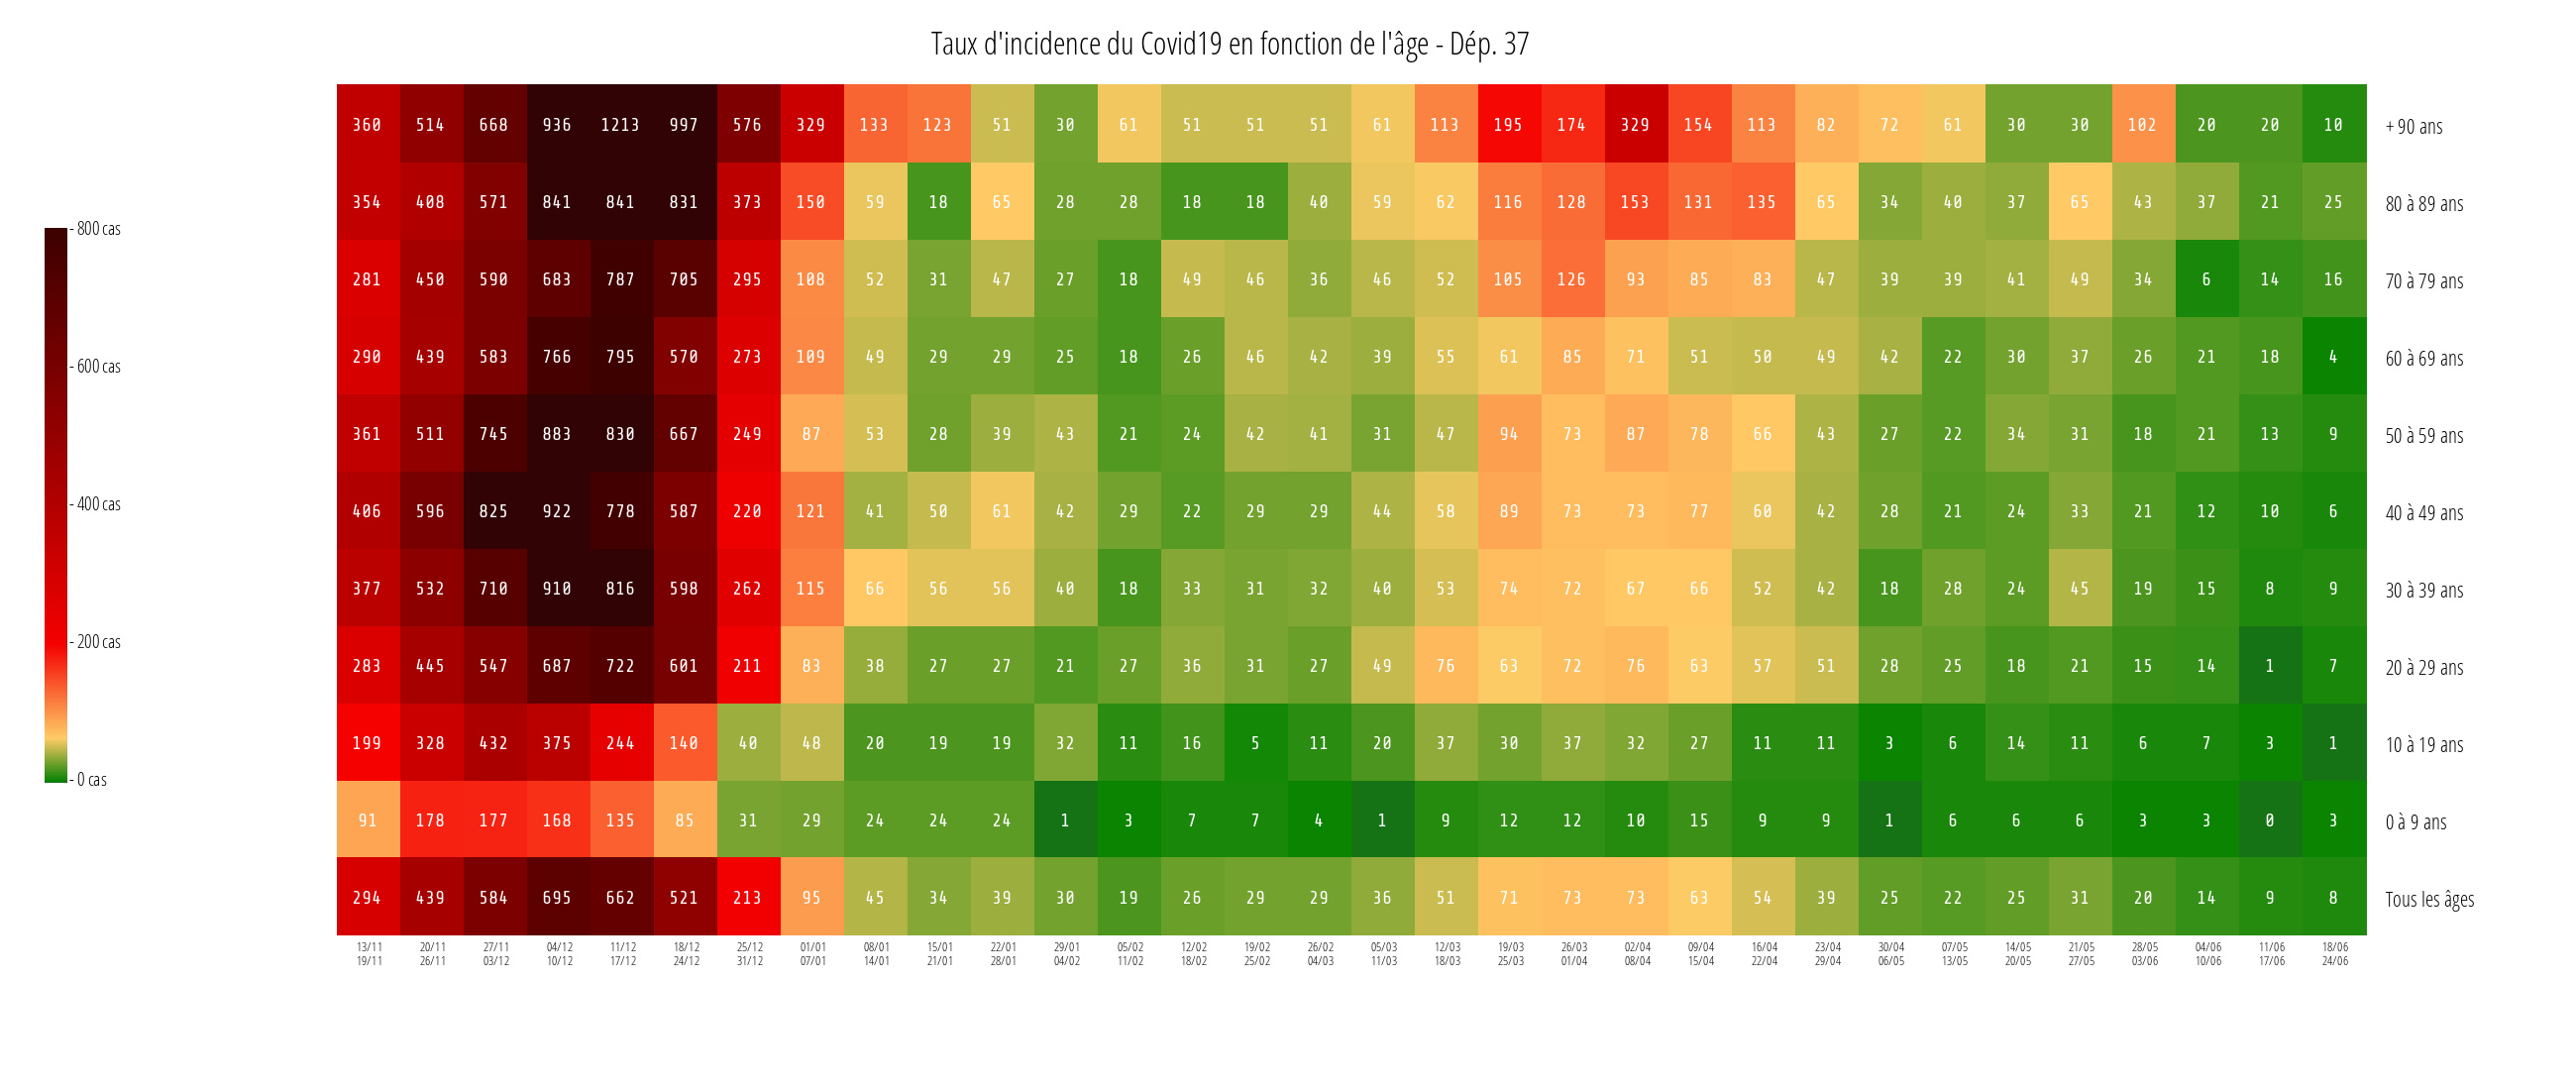 Taux d'incidence du Covid19 en fonction de l'âge - Dép. 37
- 800 cas
- 600 cas
- 400 cas
- 200 cas
- 0 cas
360 514 668 936 1213 997 576 329 133 123 51 30 61 51 51 51 61 113 195 174 329 154 113 82 72 61 30 30 102 20 20 10 + 90 ans
354 408 571 841 841 831 373 150 59 18 65 28 28 18 18 40 59 62 116 128 153 131 135 65 34 40 37 65 43 37 21 25 80 à 89 ans
281 450 590 683 787 705 295 108 52 31 47 27 18 49 46 36 46 52 105 126 93 85 83 47 39 39 41 49 34 6 14 16 70 à 79 ans
290 439 583 766 795 570 273 109 49 29 29 25 18 26 46 42 39 55 61 85 71 51 50 49 42 22 30 37 26 21 18 4 60 à 69 ans
361 511 745 883 830 667 249 87 53 28 39 43 21 24 42 41 31 47 94 73 87 78 66 43 27 22 34 31 18 21 13 9 50 à 59 ans
406 596 825 922 778 587 220 121 41 50 61 42 29 22 29 29 44 58 89 73 73 77 60 42 28 21 24 33 21 12 10 6 40 à 49 ans
377 532 710 910 816 598 262 115 66 56 56 40 18 33 31 32 40 53 74 72 67 66 52 42 18 28 24 45 19 15 8 9 30 à 39 ans
283 445 547 687 722 601 211 83 38 27 27 21 27 36 31 27 49 76 63 72 76 63 57 51 28 25 18 21 15 14 1 7 20 à 29 ans
199 328 432 375 244 140 40 48 20 19 19 32 11 16 5 11 20 37 30 37 32 27 11 11 3 6 14 11 6 7 3 1 10 à 19 ans
91 178 177 168 135 85 31 29 24 24 24 1 3 7 7 4 1 9 12 12 10 15 9 9 1 6 6 6 3 3 0 3 0 à 9 ans
294 439 584 695 662 521 213 95 45 34 39 30 19 26 29 29 36 51 71 73 73 63 54 39 25 22 25 31 20 14 9 8 Tous les âges
13/11 20/11 27/11 04/12 11/12 18/12 25/12 01/01 08/01 15/01 22/01 29/01 05/02 12/02 19/02 26/02 05/03 12/03 19/03 26/03 02/04 09/04 16/04 23/04 30/04 07/05 14/05 21/05 28/05 04/06 11/06 18/06
19/11 26/11 03/12 10/12 17/12 24/12 31/12 07/01 14/01 21/01 28/01 04/02 11/02 18/02 25/02 04/03 11/03 18/03 25/03 01/04 08/04 15/04 22/04 29/04 06/05 13/05 20/05 27/05 03/06 10/06 17/06 24/06